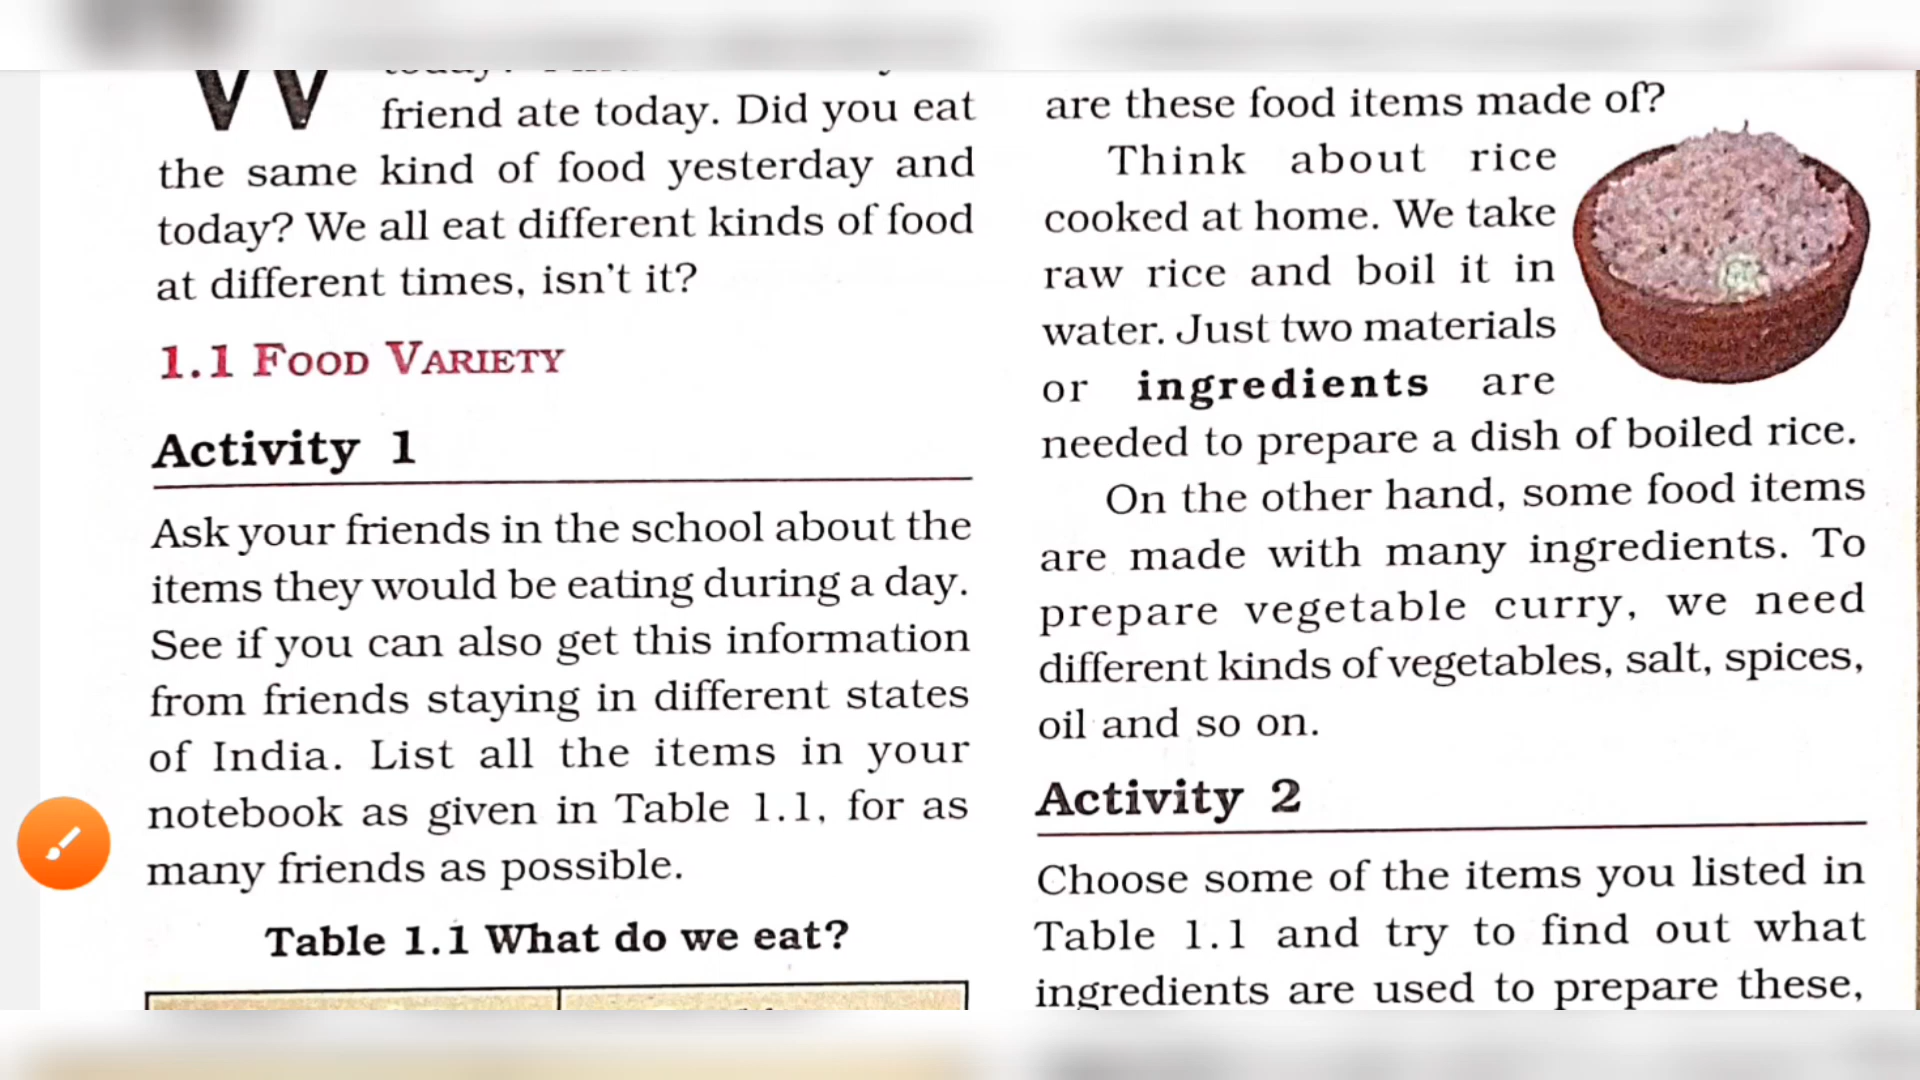 friend ate today. Did you eat
the same kind of food yesterday and
today? We all eat different kinds of food
at different times, isn't it?
1.1 FOOD VARIETY
Activity 1
Ask your friends in the school about the
items they would be eating during a day.
See if you can also get this information
from friends staying in different states
of India. List all the items in your
notebook as given in Table 1.1, for as
many friends as possible.
Table 1.1 What do we eat?
are these food items made of?
Think about rice
cooked at home. We take
raw rice and boil it in
water. Just two materials
or ingredients are
needed to prepare a dish of boiled rice.
On the other hand, some food items
are made with many ingredients. To
prepare vegetable curry, we need
different kinds of vegetables, salt, spices,
oil and so on.
Activity 2
Choose some of the items you listed in
Table 1.1 and try to find out what
ingredients are used to prepare these,